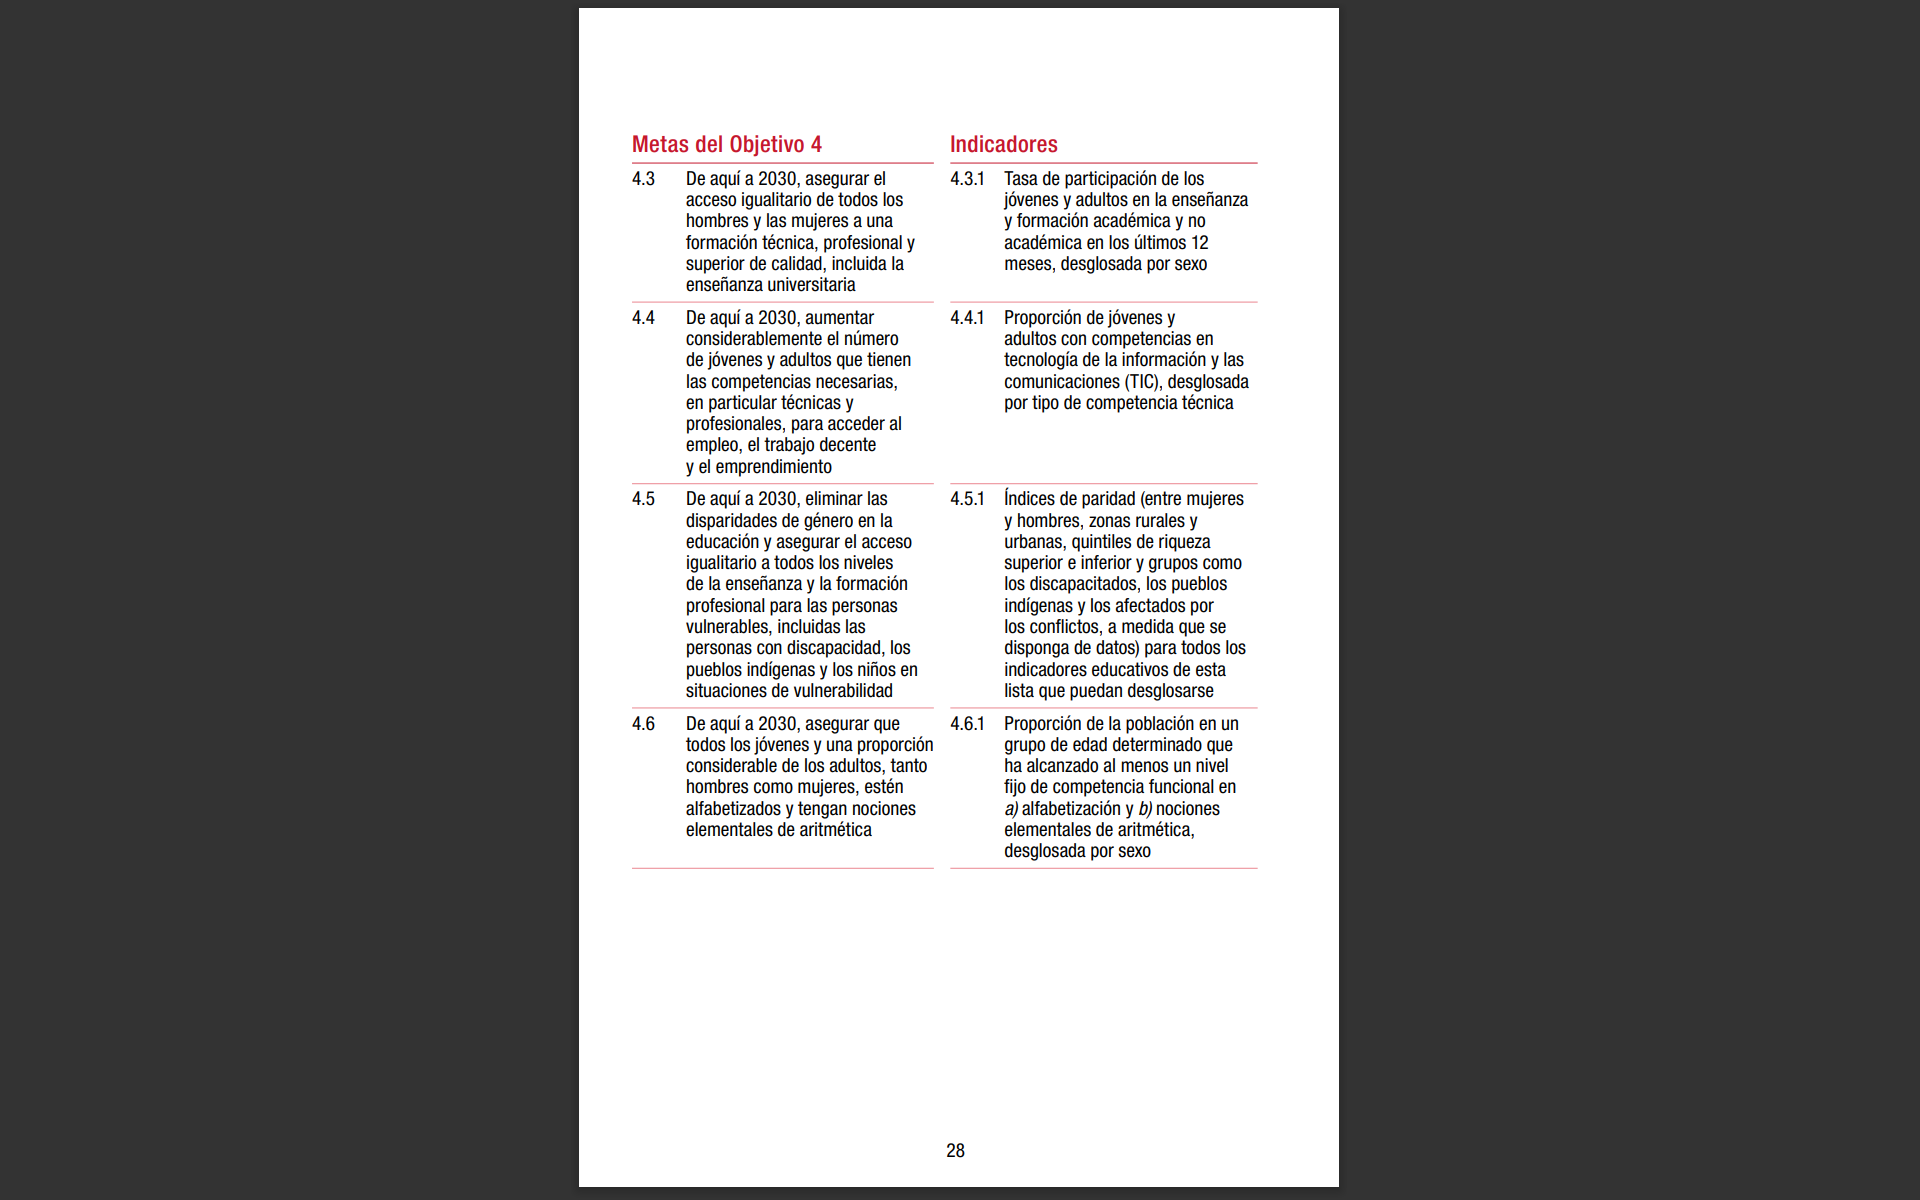 Metas del Objetivo 4
Indicadores
4.3 De aquí a 2030, asegurar el
acceso igualitario de todos los
hombres y las mujeres a una
formación técnica, profesional y
superior de calidad, incluida la
enseñanza universitaria
4.3.1 Tasa de participación de los
jóvenes y adultos en la enseñanza
y formación académica y no
académica en los últimos 12
meses, desglosada por sexo
4.4 De aquí a 2030, aumentar
considerablemente el número
de jóvenes y adultos que tienen
las competencias necesarias,
en particular técnicas y
profesionales, para acceder al
empleo, el trabajo decente
y el emprendimiento
4.4.1 Proporción de jóvenes y
adultos con competencias en
tecnología de la información y las
comunicaciones (TIC), desglosada
por tipo de competencia técnica
4.5 De aquí a 2030, eliminar las
disparidades de género en la
educación y asegurar el acceso
igualitario a todos los niveles
de la enseñanza y la formación
profesional para las personas
vulnerables, incluidas las
personas con discapacidad, los
pueblos indígenas y los niños en
situaciones de vulnerabilidad
4.5.1 Índices de paridad (entre mujeres
y hombres, zonas rurales y
urbanas, quintiles de riqueza
superior e inferior y grupos como
los discapacitados, los pueblos
indígenas y los afectados por
los conflictos, a medida que se
disponga de datos) para todos los
indicadores educativos de esta
lista que puedan desglosarse
4.6 De aquí a 2030, asegurar que
todos los jóvenes y una proporción
considerable de los adultos, tanto
hombres como mujeres, estén
alfabetizados y tengan nociones
elementales de aritmética
4.6.1 Proporción de la población en un
grupo de edad determinado que
ha alcanzado al menos un nivel
fijo de competencia funcional en
a) alfabetización y b) nociones
elementales de aritmética,
desglosada por sexo
28